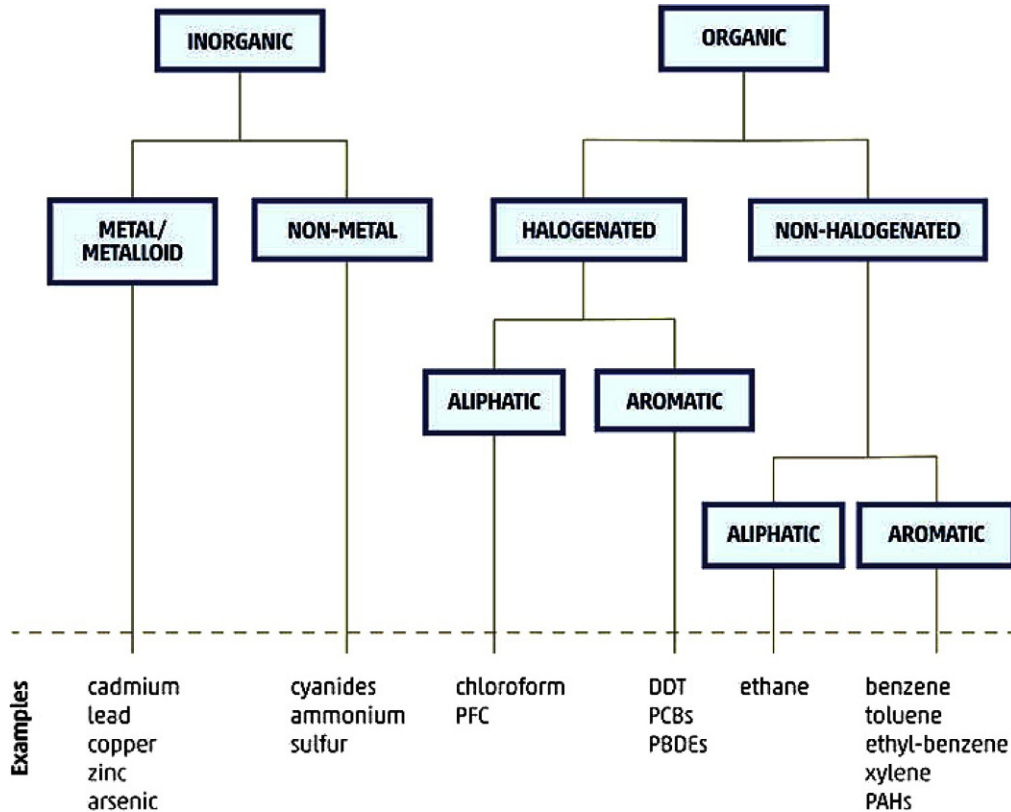 INORGANIC
ORGANIC
METAL/
METALLOID
NON-METAL
HALOGENATED
NON-HALOGENATED
ALIPHATIC
AROMATIC
ALIPHATIC
AROMATIC
Examples
cadmium
lead
copper
zinc
arsenic
cyanides
ammonium
sulfur
chloroform
PFC
DDT
PCBs
PBDEs
ethane
benzene
toluene
ethyl-benzene
xylene
PAHs